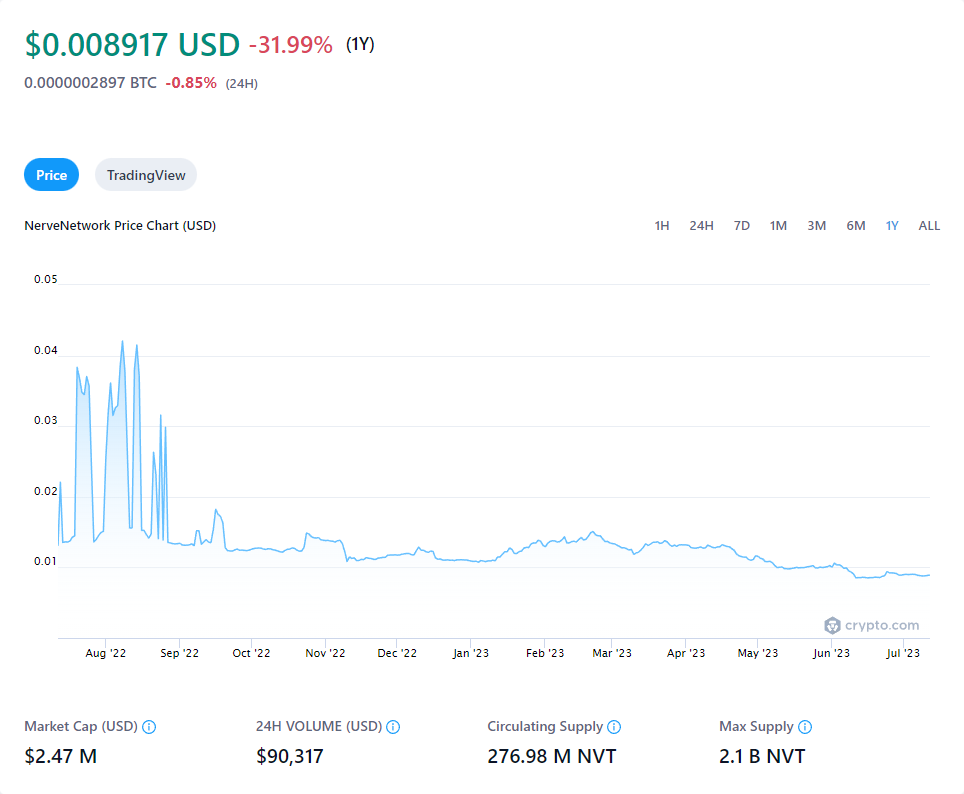 $0.008917 USD -31.99% (1Y)
0.0000002897 BTC -0.85% (24H)
Price TradingView
NerveNetwork Price Chart (USD) 1H 24H 7D 1M 3M 6M 1Y ALL
0.05
0.04
0.03
0.02
0.01
crypto.com
Aug '22 Sep '22 Oct '22 Nov '22 Dec '22 Jan '23 Feb '23 Mar '23 Apr '23 May '23 Jun '23 Jul '23
Market Cap (USD) 24H VOLUME (USD) Circulating Supply Max Supply
$2.47 M $90,317 276.98 M NVT 2.1 B NVT